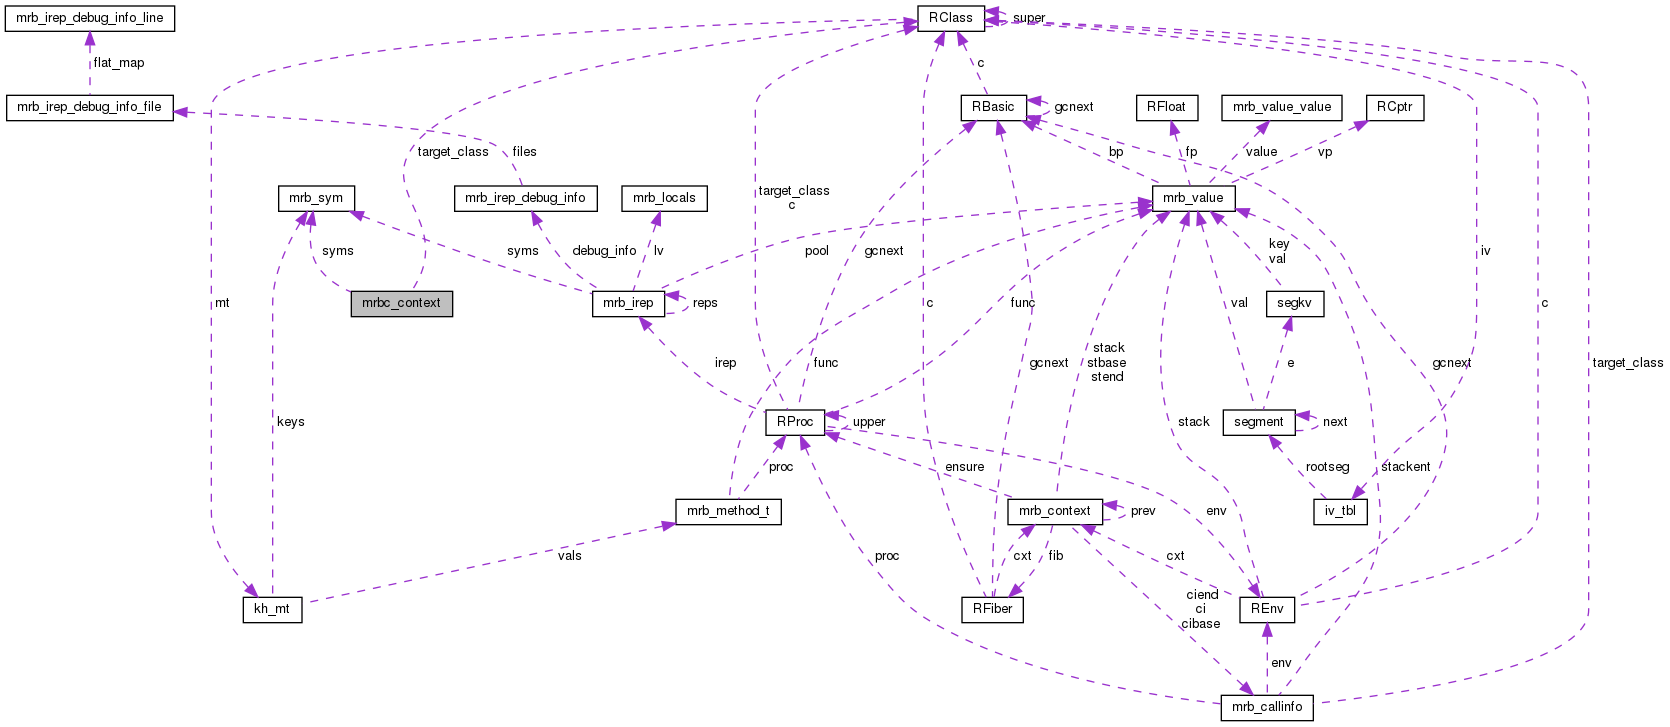 mrb_irep_debug_info_line
RClass
super
flat_map
c
mrb_irep_debug_info_file
RBasic
gcnext
RFloat
mrb_value_value
RCptr
target_class
files
bp
fp
value
vp
mrb_sym
mrb_irep_debug_info
mrb_locals
target_class
c
mrb_value
syms
syms
debug_info
lv
pool
gcnext
key
val
iv
mt
mrbc_context
mrb_irep
reps
c
func
val
segkv
c
irep
func
gcnext
stack
stbase
stend
e
gcnext
target_class
keys
RProc
upper
stack
segment
next
proc
ensure
stackent
rootseg
mrb_method_t
env
mrb_context
prev
iv_tbl
vals
proc
cxt
fib
cxt
kh_mt
RFiber
ciend
ci
cibase
REnv
env
mrb_callinfo